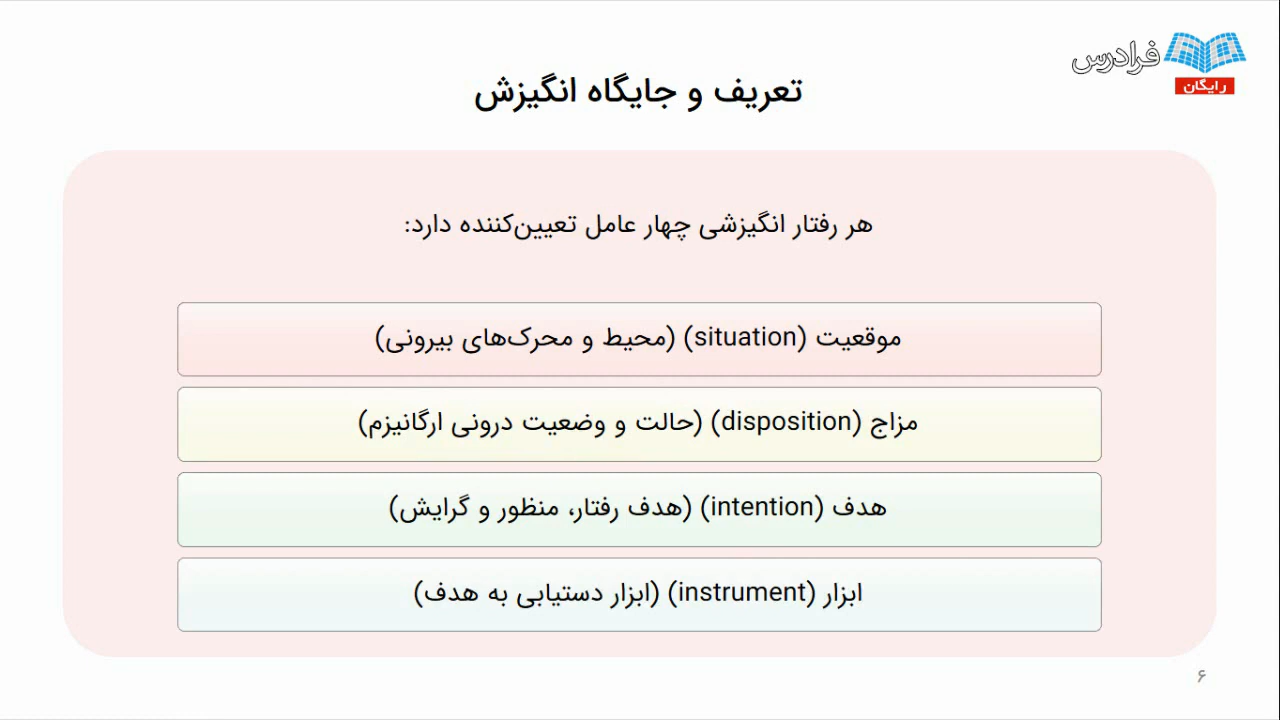 فرادرس
رایگان
تعریف و جایگاه انگیزش
هر رفتار انگیزشی چهار عامل تعیین‌کننده دارد:
موقعیت (situation) (محیط و محرک‌های بیرونی)
مزاج (disposition) (حالت و وضعیت درونی ارگانیزم)
هدف (intention) (هدف رفتار، منظور و گرایش)
ابزار (instrument) (ابزار دستیابی به هدف)
۶